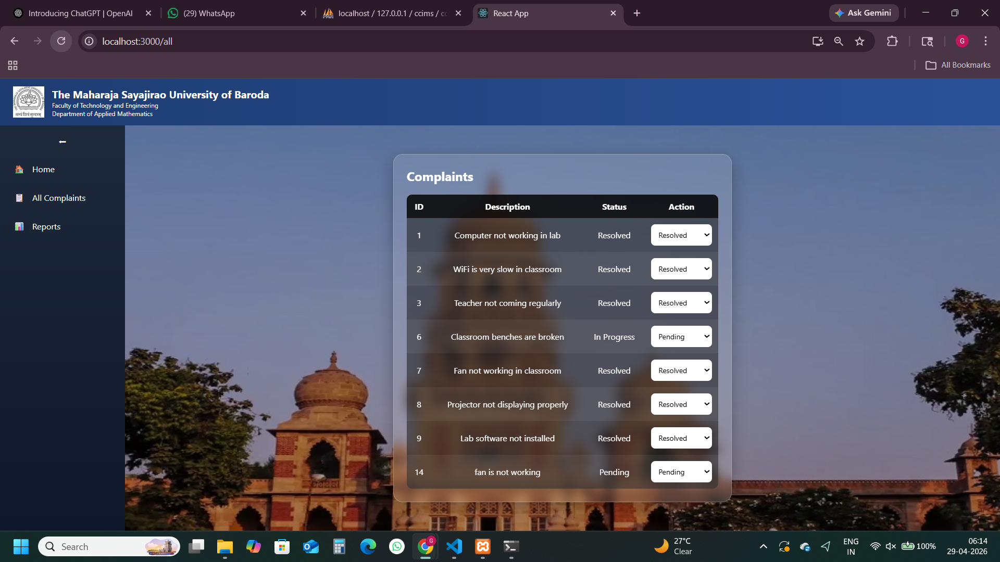 Introducing ChatGPT | OpenAI
(29) WhatsApp
localhost / 127.0.0.1 / ccims / cc
React App
Ask Gemini
localhost:3000/all
G
All Bookmarks
The Maharaja Sayajirao University of Baroda
Faculty of Technology and Engineering
Department of Applied Mathematics
Home
All Complaints
Reports
Complaints
ID Description Status Action
1 Computer not working in lab Resolved Resolved
2 WiFi is very slow in classroom Resolved Resolved
3 Teacher not coming regularly Resolved Resolved
6 Classroom benches are broken In Progress Pending
7 Fan not working in classroom Resolved Resolved
8 Projector not displaying properly Resolved Resolved
9 Lab software not installed Resolved Resolved
14 fan is not working Pending Pending
Search
G
27°C
Clear
ENG
IN
100%
06:14
29-04-2026